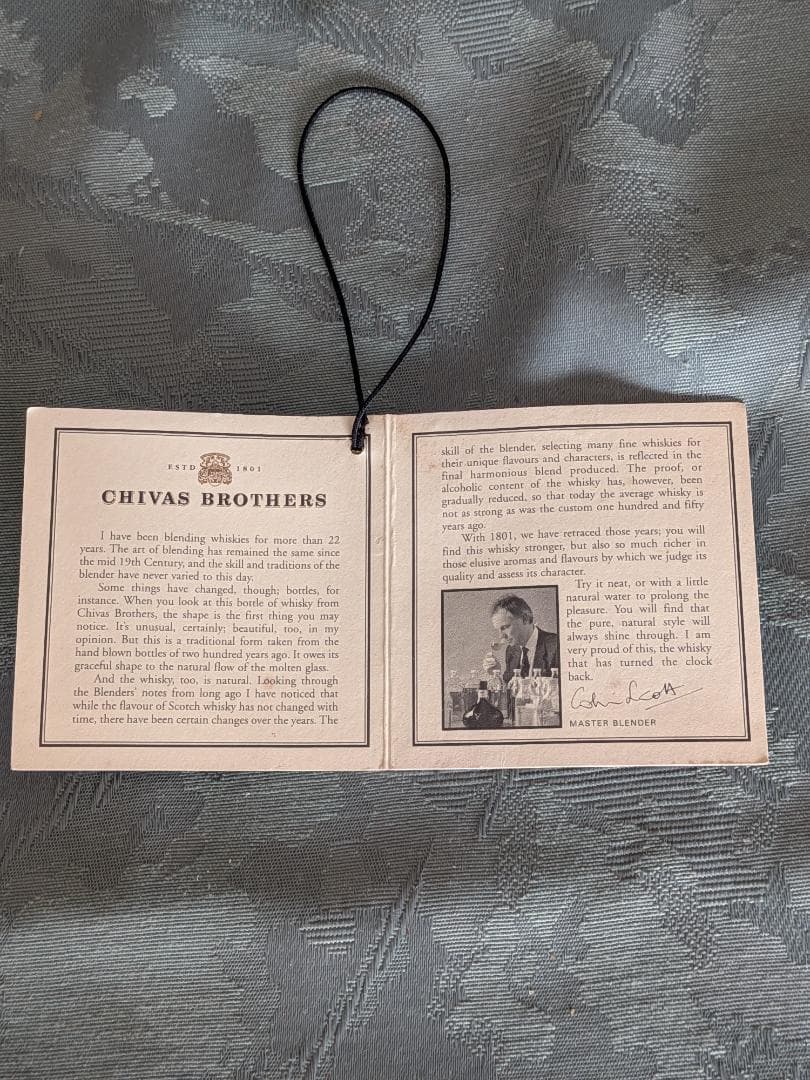 ESTD 1801
CHIVAS BROTHERS
I have been blending whiskies for more than 22
years. The art of blending has remained the same since
the mid 19th Century, and the skill and traditions of the
blender have never varied to this day.
Some things have changed, though; bottles, for
instance. When you look at this bottle of whisky from
Chivas Brothers, the shape is the first thing you may
notice. It's unusual, certainly; beautiful, too, in my
opinion. But this is a traditional form taken from the
hand blown bottles of two hundred years ago. It owes its
graceful shape to the natural flow of the molten glass.
And the whisky, too, is natural. Looking through
the Blenders' notes from long ago I have noticed that
while the flavour of Scotch whisky has not changed with
time, there have been certain changes over the years. The
skill of the blender, selecting many fine whiskies for
their unique flavours and characters, is reflected in the
final harmonious blend produced. The proof, or
alcoholic content of the whisky has, however, been
gradually reduced, so that today the average whisky is
not as strong as was the custom one hundred and fifty
years ago.
With 1801, we have retraced those years; you will
find this whisky stronger, but also so much richer in
those elusive aromas and flavours by which we judge its
quality and assess its character.
Try it neat, or with a little
natural water to prolong the
pleasure. You will find that
the pure, natural style will
always shine through. I am
very proud of this, the whisky
that has turned the clock
back.
Colin Scott
MASTER BLENDER